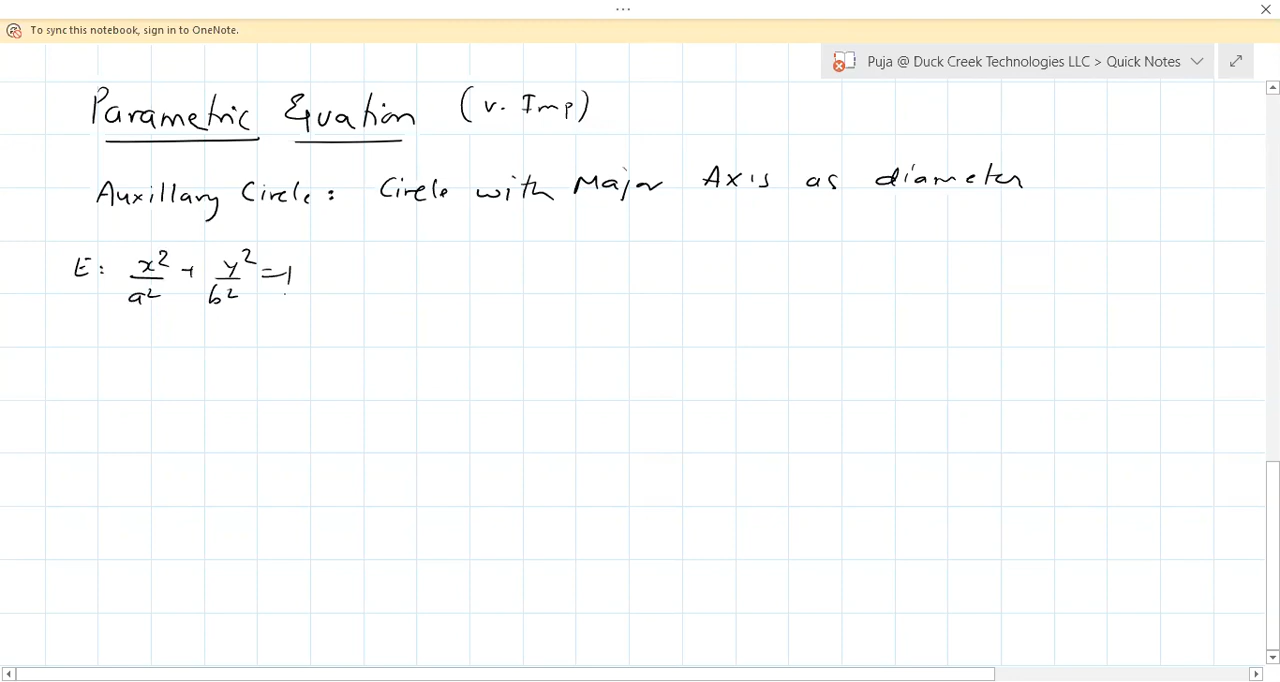 ...
To sync this notebook, sign in to OneNote.
Puja @ Duck Creek Technologies LLC > Quick Notes
Parametric Equation (v. Imp)
Auxillary Circle: Circle with Major Axis as diameter
E: x²/a² + y²/b² = 1